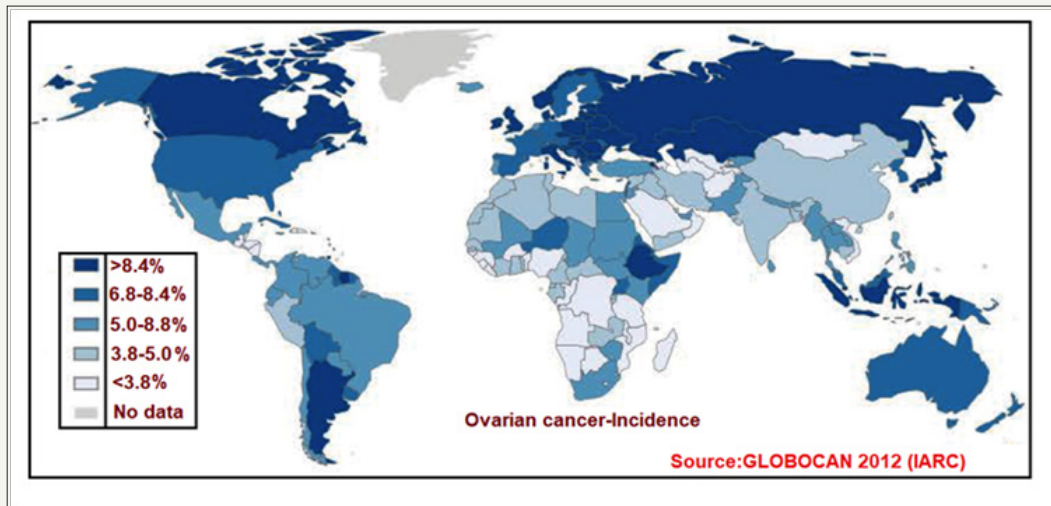 >8.4%
6.8-8.4%
5.0-8.8%
3.8-5.0%
<3.8%
No data
Ovarian cancer-Incidence
Source:GLOBOCAN 2012 (IARC)